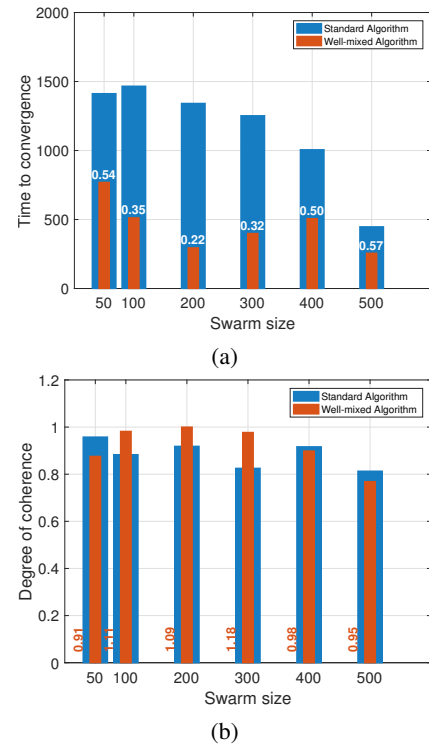 2000
1500
1000
500
0
Time to convergence
Standard Algorithm
Well-mixed Algorithm
0.54
0.35
0.22
0.32
0.50
0.57
50 100 200 300 400 500
Swarm size
(a)
1.2
1
0.8
0.6
0.4
0.2
0
Degree of coherence
Standard Algorithm
Well-mixed Algorithm
0.91
1.11
1.09
1.18
0.98
0.95
50 100 200 300 400 500
Swarm size
(b)